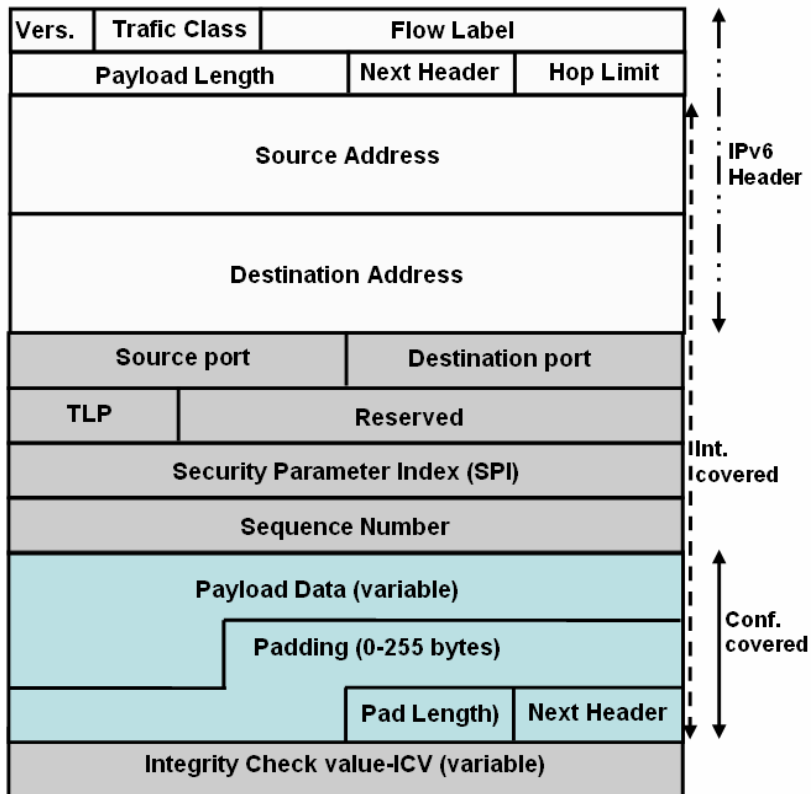 Vers. Trafic Class Flow Label
Payload Length Next Header Hop Limit
Source Address
IPv6
Header
Destination Address
Source port Destination port
TLP Reserved
Int.
covered
Security Parameter Index (SPI)
Sequence Number
Payload Data (variable)
Conf.
covered
Padding (0-255 bytes)
Pad Length) Next Header
Integrity Check value-ICV (variable)